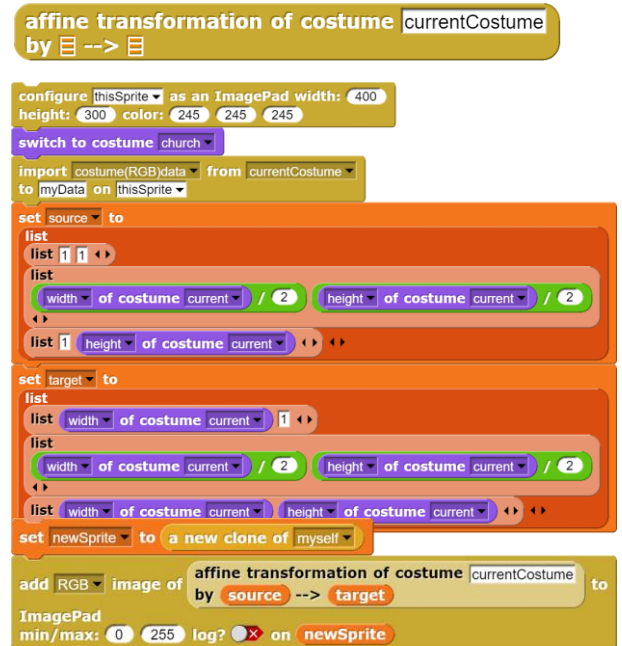 affine transformation of costume currentCostume
by --> 
configure thisSprite as an ImagePad width: 400
height: 300 color: 245 245 245
switch to costume church
import costume(RGB)data from currentCostume
to myData on thisSprite
set source to
list
list 1 1
list
width of costume current / 2 height of costume current / 2
list 1 height of costume current
set target to
list
list width of costume current 1
list
width of costume current / 2 height of costume current / 2
list width of costume current height of costume current
set newSprite to a new clone of myself
add RGB image of affine transformation of costume currentCostume by source --> target to
ImagePad
min/max: 0 255 log? on newSprite